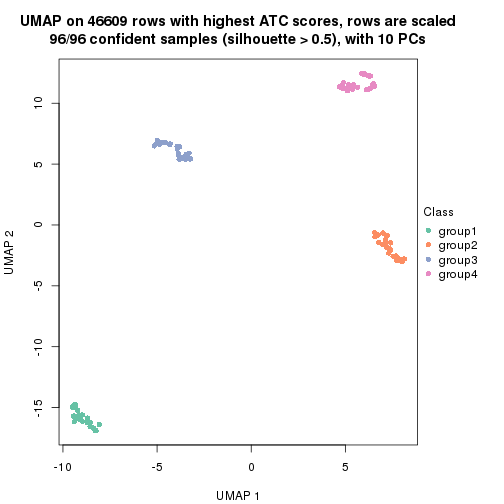 UMAP on 46609 rows with highest ATC scores, rows are scaled
96/96 confident samples (silhouette > 0.5), with 10 PCs
10
5
0
-5
-10
-15
UMAP 2
-10
-5
0
5
UMAP 1
Class
group1
group2
group3
group4